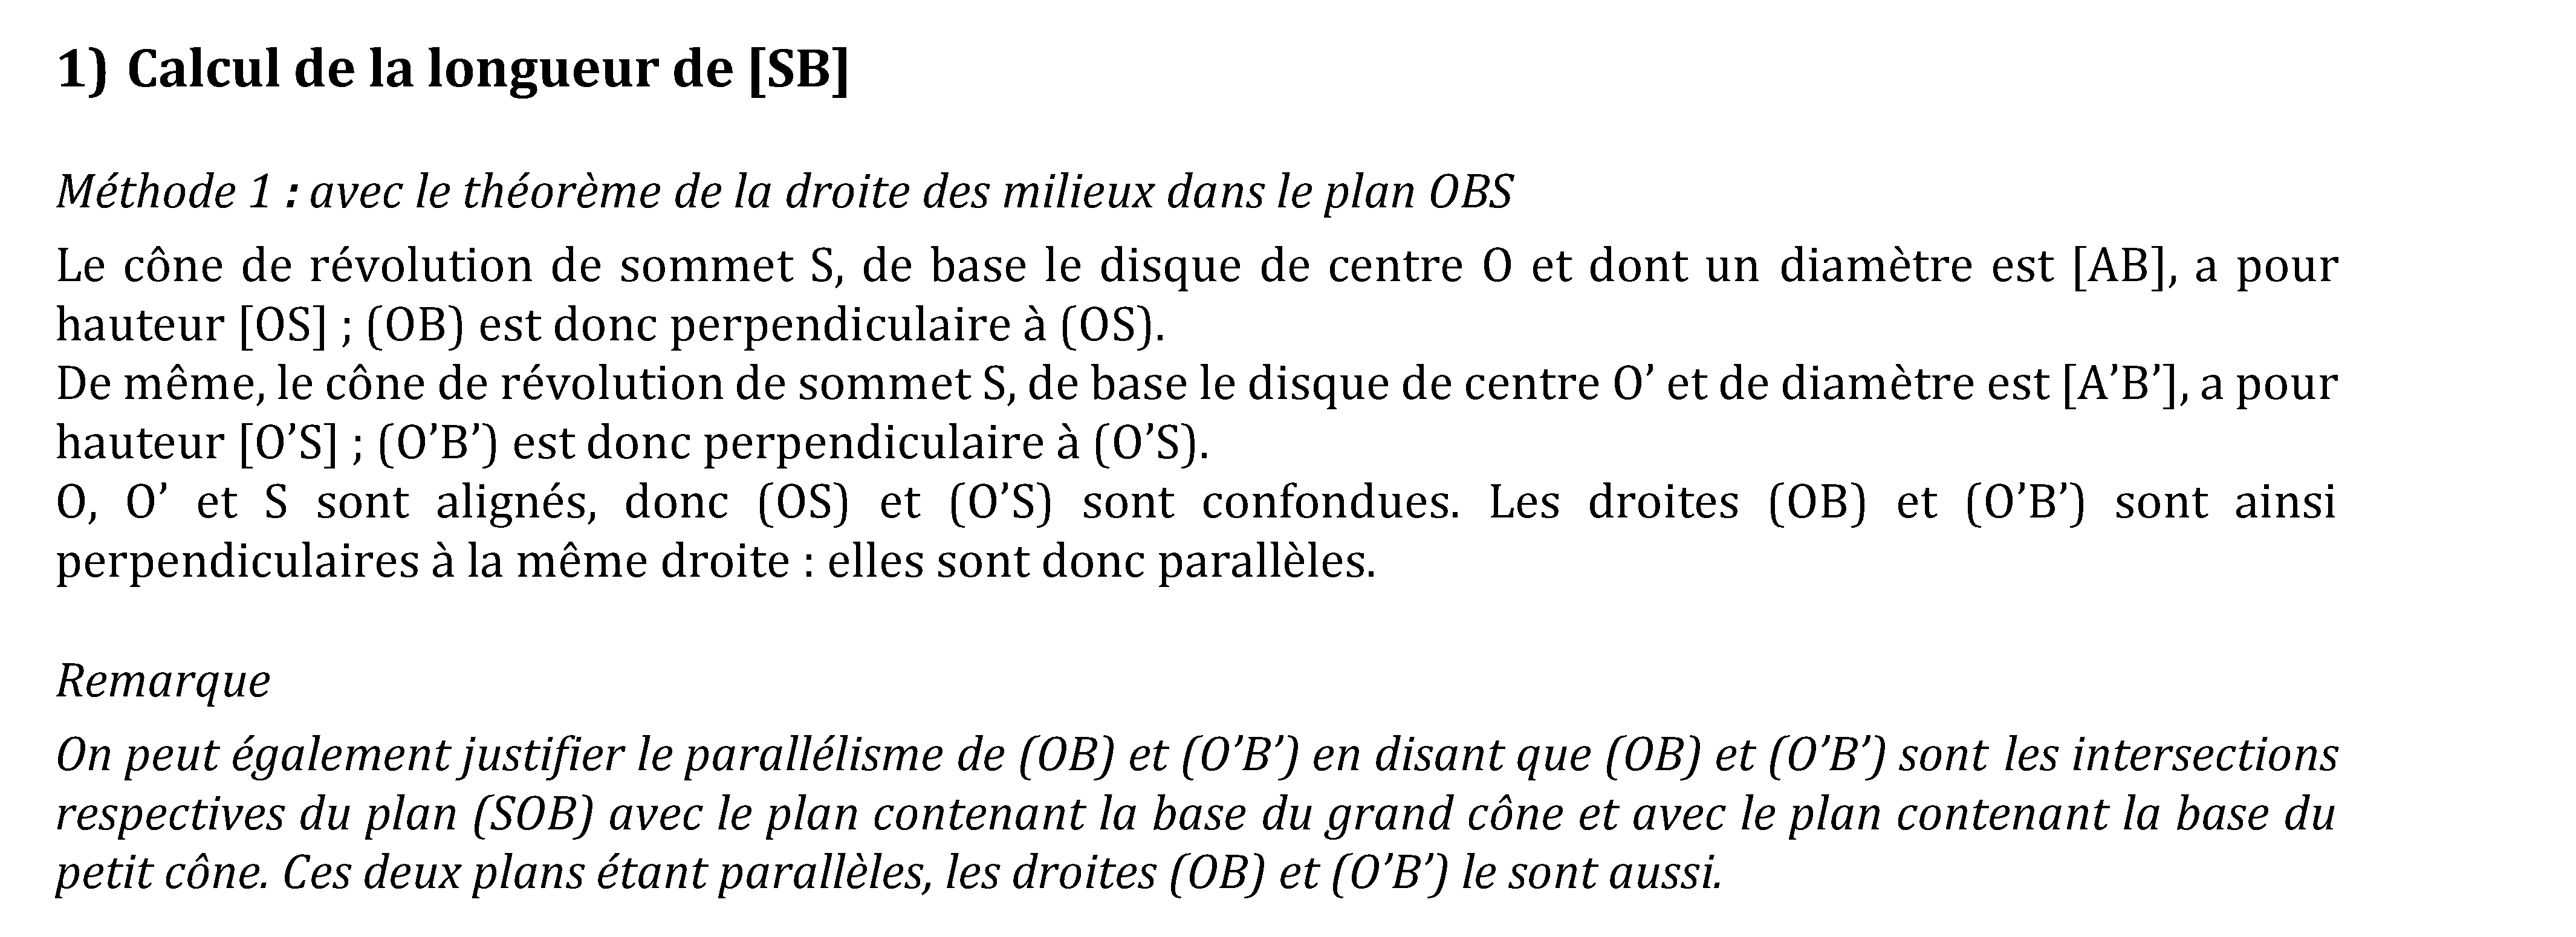 1) Calcul de la longueur de [SB]
Méthode 1 : avec le théorème de la droite des milieux dans le plan OBS
Le cône de révolution de sommet S, de base le disque de centre O et dont un diamètre est [AB], a pour
hauteur [OS] ; (OB) est donc perpendiculaire à (OS).
De même, le cône de révolution de sommet S, de base le disque de centre O’ et de diamètre est [A’B’], a pour
hauteur [O’S] ; (O’B’) est donc perpendiculaire à (O’S).
O, O’ et S sont alignés, donc (OS) et (O’S) sont confondues. Les droites (OB) et (O’B’) sont ainsi
perpendiculaires à la même droite : elles sont donc parallèles.
Remarque
On peut également justifier le parallélisme de (OB) et (O’B’) en disant que (OB) et (O’B’) sont les intersections
respectives du plan (SOB) avec le plan contenant la base du grand cône et avec le plan contenant la base du
petit cône. Ces deux plans étant parallèles, les droites (OB) et (O’B’) le sont aussi.